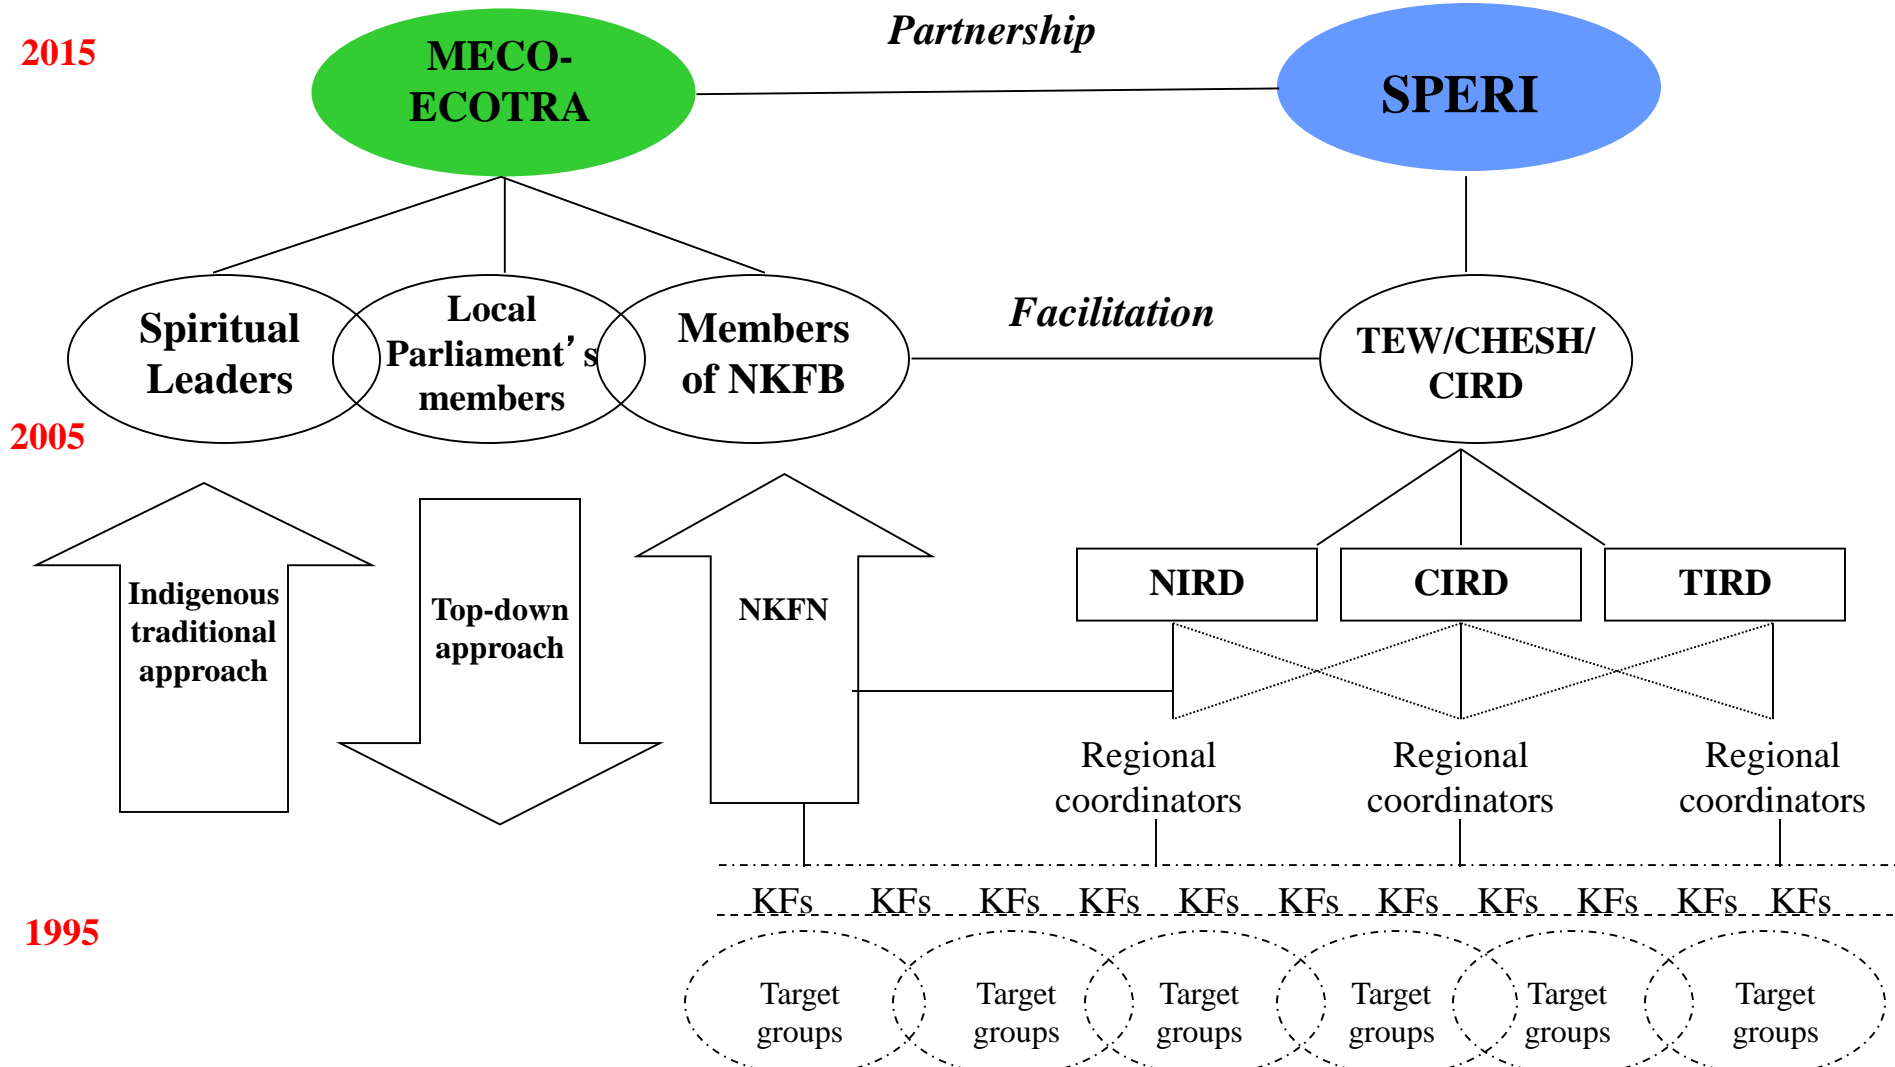 2015
MECO-
ECOTRA
Partnership
SPERI
Spiritual
Leaders
Local
Parliament’s
members
Members
of NKFB
Facilitation
TEW/CHESH/
CIRD
2005
Indigenous
traditional
approach
Top-down
approach
NKFN
NIRD
CIRD
TIRD
Regional
coordinators
Regional
coordinators
Regional
coordinators
1995
KFs KFs KFs KFs KFs KFs KFs KFs KFs KFs KFs
Target
groups
Target
groups
Target
groups
Target
groups
Target
groups
Target
groups